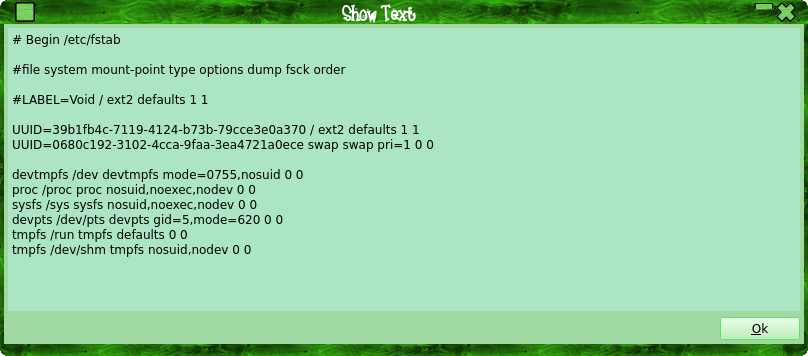 Show Text
# Begin /etc/fstab
#file system mount-point type options dump fsck order
#LABEL=Void / ext2 defaults 1 1
UUID=39b1fb4c-7119-4124-b73b-79cce3e0a370 / ext2 defaults 1 1
UUID=0680c192-3102-4cca-9faa-3ea4721a0ece swap swap pri=1 0 0
devtmpfs /dev devtmpfs mode=0755,nosuid 0 0
proc /proc proc nosuid,noexec,nodev 0 0
sysfs /sys sysfs nosuid,noexec,nodev 0 0
devpts /dev/pts devpts gid=5,mode=620 0 0
tmpfs /run tmpfs defaults 0 0
tmpfs /dev/shm tmpfs nosuid,nodev 0 0
Ok